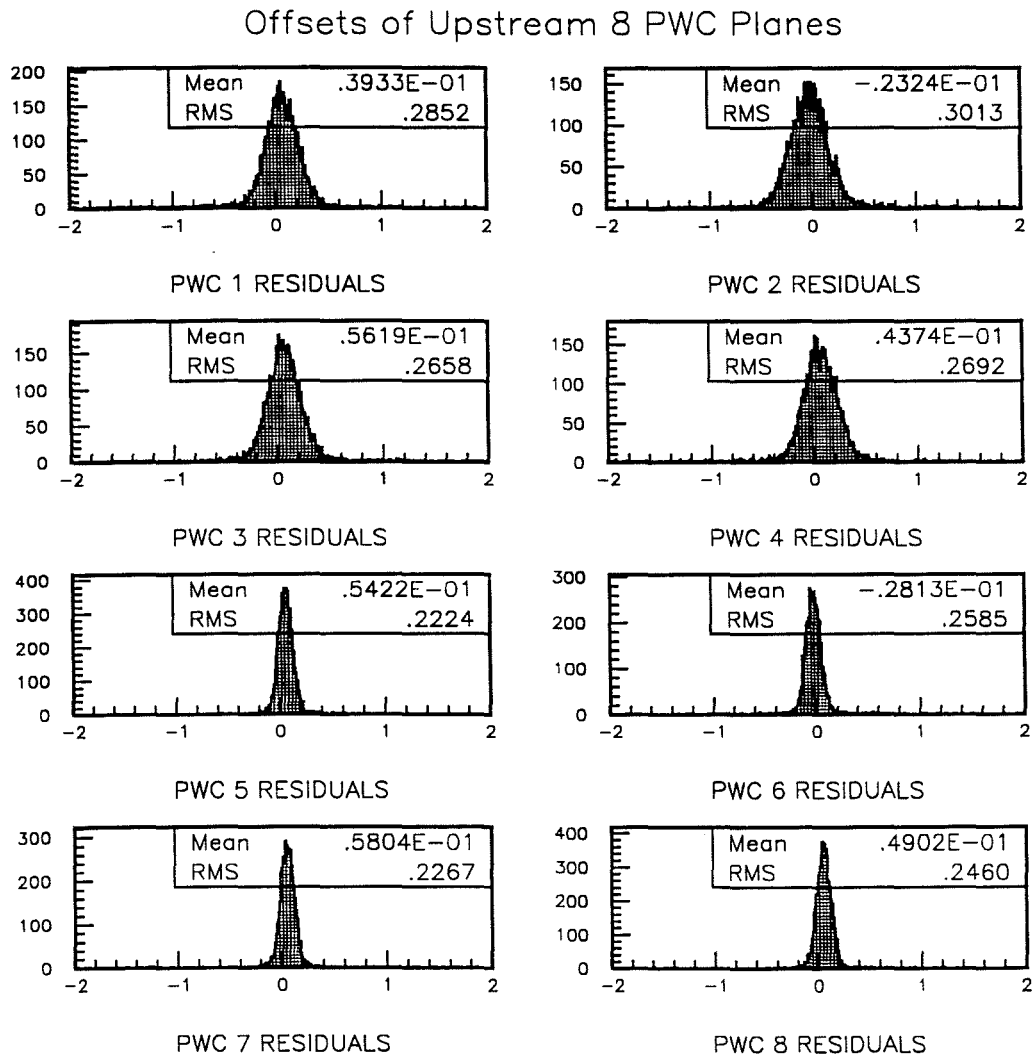 Offsets of Upstream 8 PWC Planes
Mean .3933E-01
RMS .2852
200
150
100
50
0
-2 -1 0 1 2
PWC 1 RESIDUALS
Mean -.2324E-01
RMS .3013
150
100
50
0
-2 -1 0 1 2
PWC 2 RESIDUALS
Mean .5619E-01
RMS .2658
150
100
50
0
-2 -1 0 1 2
PWC 3 RESIDUALS
Mean .4374E-01
RMS .2692
150
100
50
0
-2 -1 0 1 2
PWC 4 RESIDUALS
Mean .5422E-01
RMS .2224
400
300
200
100
0
-2 -1 0 1 2
PWC 5 RESIDUALS
Mean -.2813E-01
RMS .2585
300
200
100
0
-2 -1 0 1 2
PWC 6 RESIDUALS
Mean .5804E-01
RMS .2267
300
200
100
0
-2 -1 0 1 2
PWC 7 RESIDUALS
Mean .4902E-01
RMS .2460
400
300
200
100
0
-2 -1 0 1 2
PWC 8 RESIDUALS